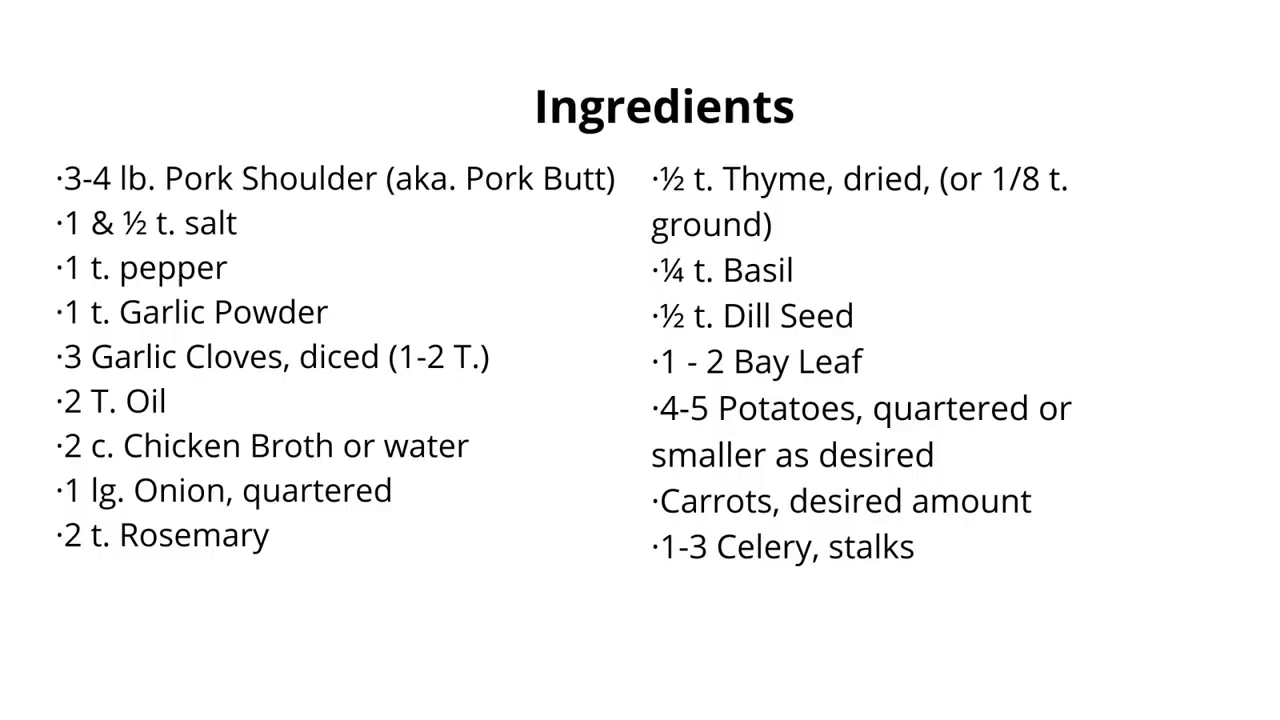 Ingredients
·3-4 lb. Pork Shoulder (aka. Pork Butt)
·1 & ½ t. salt
·1 t. pepper
·1 t. Garlic Powder
·3 Garlic Cloves, diced (1-2 T.)
·2 T. Oil
·2 c. Chicken Broth or water
·1 lg. Onion, quartered
·2 t. Rosemary
·½ t. Thyme, dried, (or 1/8 t.
ground)
·¼ t. Basil
·½ t. Dill Seed
·1 - 2 Bay Leaf
·4-5 Potatoes, quartered or
smaller as desired
·Carrots, desired amount
·1-3 Celery, stalks